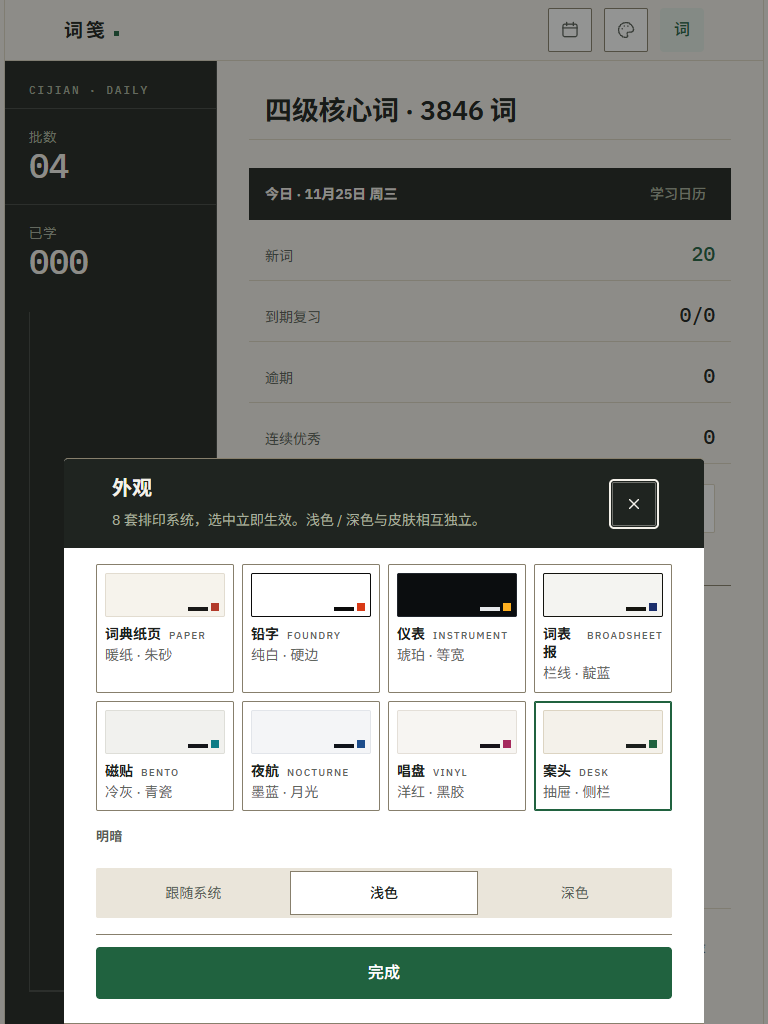 词笺
词
CIJIAN · DAILY
批数
04
已学
000
四级核心词 · 3846 词
今日 · 11月25日 周三
学习日历
新词
20
到期复习
0/0
逾期
0
连续优秀
0
外观
8 套排印系统，选中立即生效。浅色 / 深色与皮肤相互独立。
词典纸页 PAPER
暖纸 · 朱砂
铅字 FOUNDRY
纯白 · 硬边
仪表 INSTRUMENT
琥珀 · 等宽
词表报 BROADSHEET
栏线 · 靛蓝
磁贴 BENTO
冷灰 · 青瓷
夜航 NOCTURNE
墨蓝 · 月光
唱盘 VINYL
洋红 · 黑胶
案头 DESK
抽屉 · 侧栏
明暗
跟随系统
浅色
深色
完成